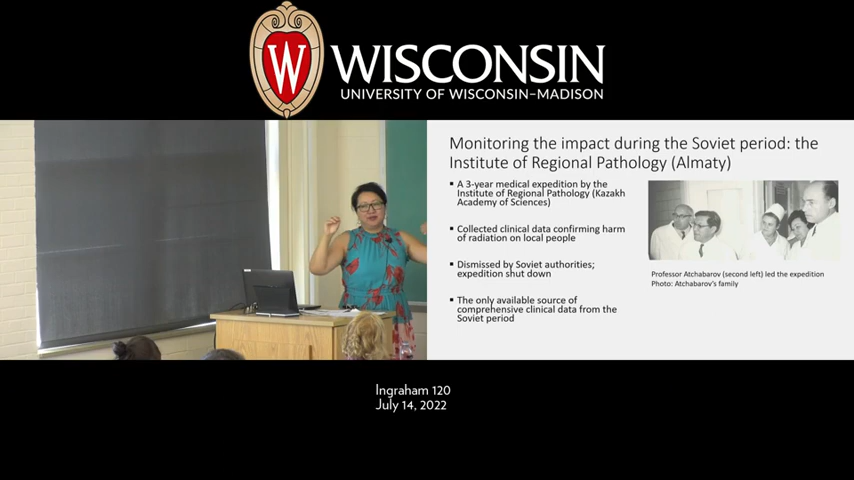 W
WISCONSIN
UNIVERSITY OF WISCONSIN–MADISON
Monitoring the impact during the Soviet period: the
Institute of Regional Pathology (Almaty)
▪ A 3-year medical expedition by the
Institute of Regional Pathology (Kazakh
Academy of Sciences)
▪ Collected clinical data confirming harm
of radiation on local people
▪ Dismissed by Soviet authorities;
expedition shut down
▪ The only available source of
comprehensive clinical data from the
Soviet period
Professor Atchabarov (second left) led the expedition
Photo: Atchabarov's family
Ingraham 120
July 14, 2022